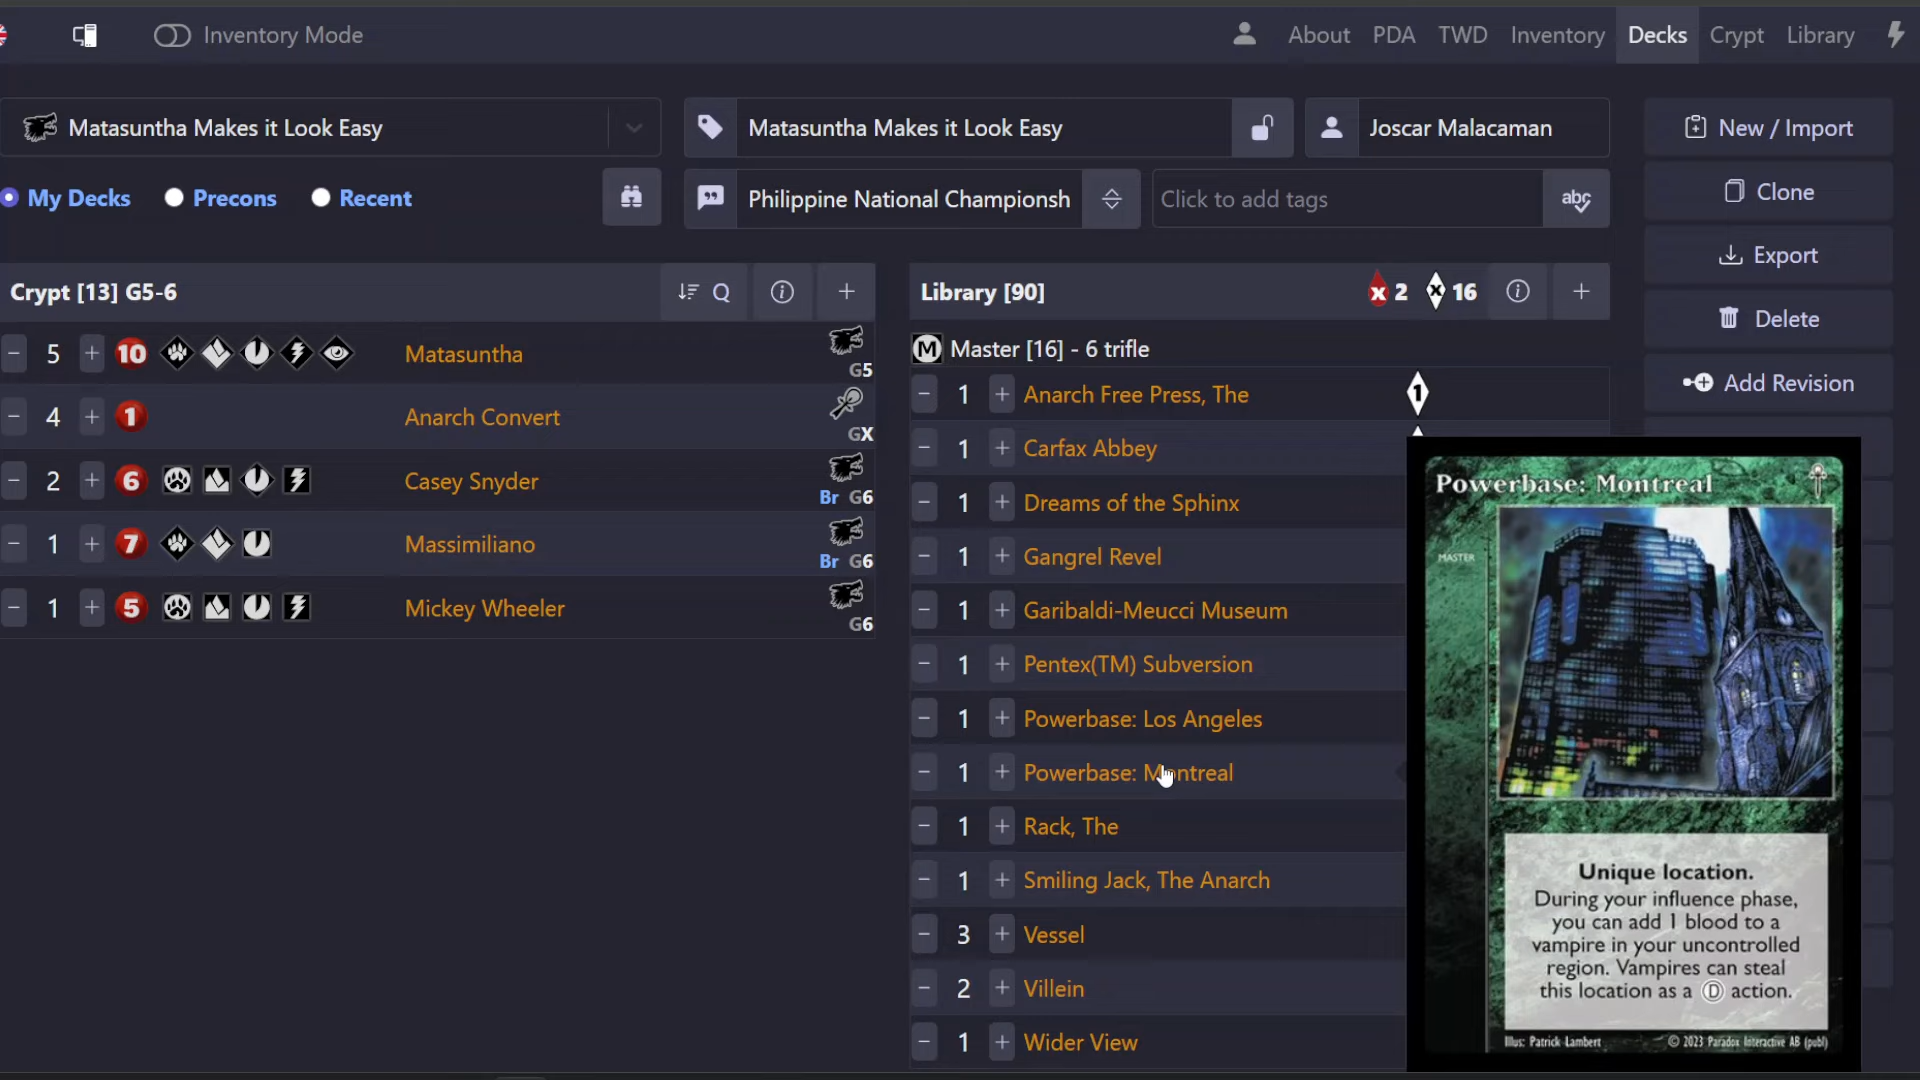 Inventory Mode
About PDA TWD Inventory Decks Crypt Library
Matasuntha Makes it Look Easy
Matasuntha Makes it Look Easy
Joscar Malacaman
New / Import
My Decks Precons Recent
Philippine National Championsh
Click to add tags
abc
Clone
Export
Delete
Add Revision
Crypt [13] G5-6
Q
+
- 5 + 10 Matasuntha G5
- 4 + 1 Anarch Convert GX
- 2 + 6 Casey Snyder Br G6
- 1 + 7 Massimiliano Br G6
- 1 + 5 Mickey Wheeler G6
Library [90] X 2 X 16 +
M Master [16] - 6 trifle
- 1 + Anarch Free Press, The 1
- 1 + Carfax Abbey
- 1 + Dreams of the Sphinx
- 1 + Gangrel Revel
- 1 + Garibaldi-Meucci Museum
- 1 + Pentex(TM) Subversion
- 1 + Powerbase: Los Angeles
- 1 + Powerbase: Montreal
- 1 + Rack, The
- 1 + Smiling Jack, The Anarch
- 3 + Vessel
- 2 + Villein
- 1 + Wider View
Powerbase: Montreal
MASTER
Unique location.
During your influence phase,
you can add 1 blood to a
vampire in your uncontrolled
region. Vampires can steal
this location as a Ⓓ action.
Illus: Patrick Lambert © 2023 Paradox Interactive AB (publ)